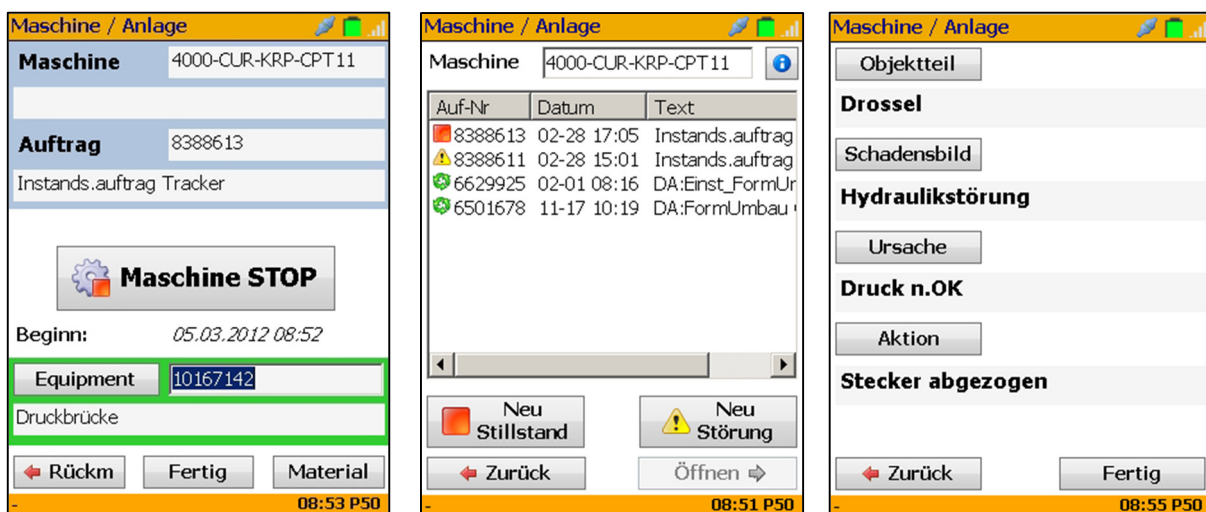 Maschine / Anlage
Maschine 4000-CUR-KRP-CPT11
Auftrag 8388613
Instands.auftrag Tracker
Maschine STOP
Beginn: 05.03.2012 08:52
Equipment 10167142
Druckbrücke
Rückm Fertig Material
- 08:53 P50
Maschine / Anlage
Maschine 4000-CUR-KRP-CPT11
Auf-Nr Datum Text
8388613 02-28 17:05 Instands.auftrag
8388611 02-28 15:01 Instands.auftrag
6629925 02-01 08:16 DA:Einst_FormUr
6501678 11-17 10:19 DA:FormUmbau
Neu Stillstand
Neu Störung
Zurück Öffnen
- 08:51 P50
Maschine / Anlage
Objektteil
Drossel
Schadensbild
Hydraulikstörung
Ursache
Druck n.OK
Aktion
Stecker abgezogen
Zurück Fertig
- 08:55 P50